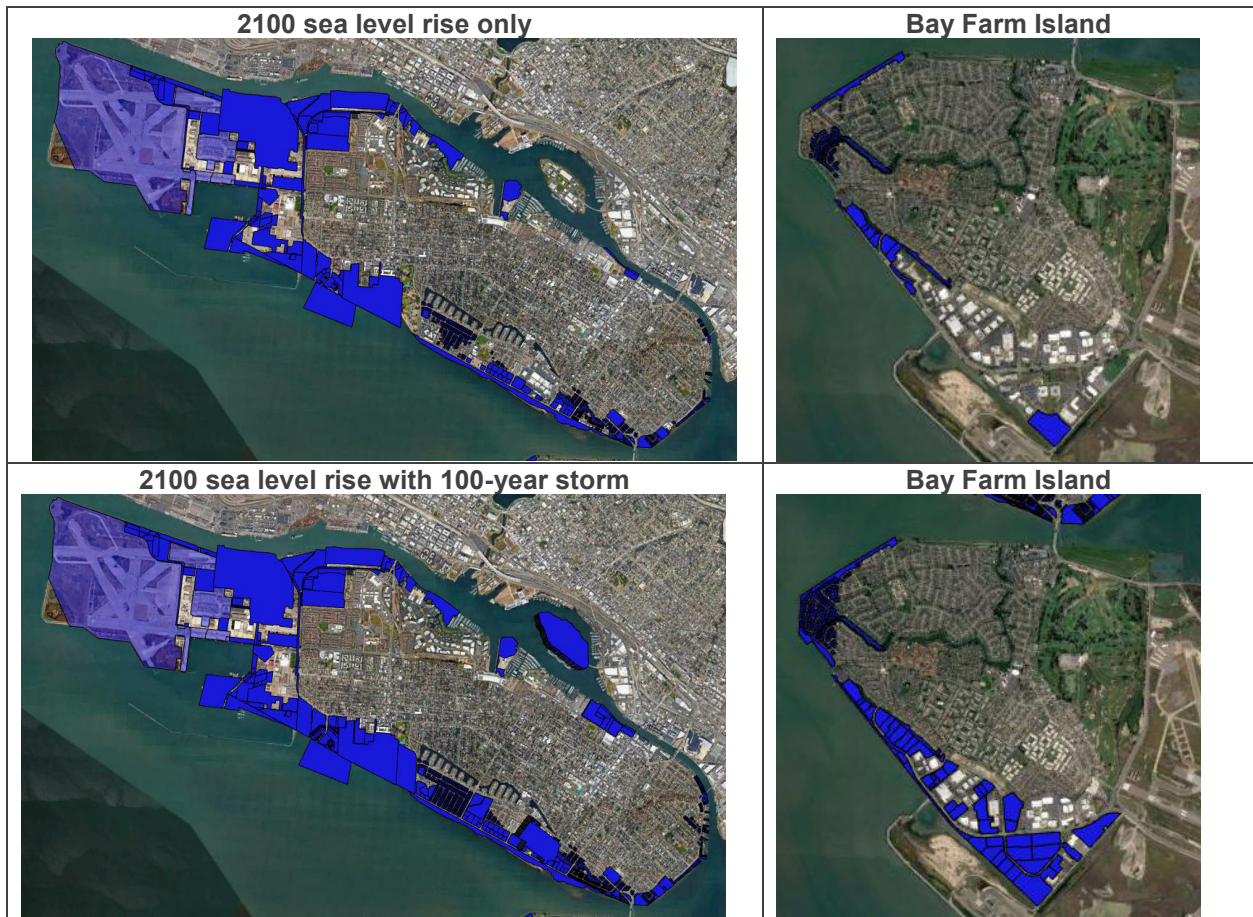 2100 sea level rise only
Bay Farm Island
2100 sea level rise with 100-year storm
Bay Farm Island